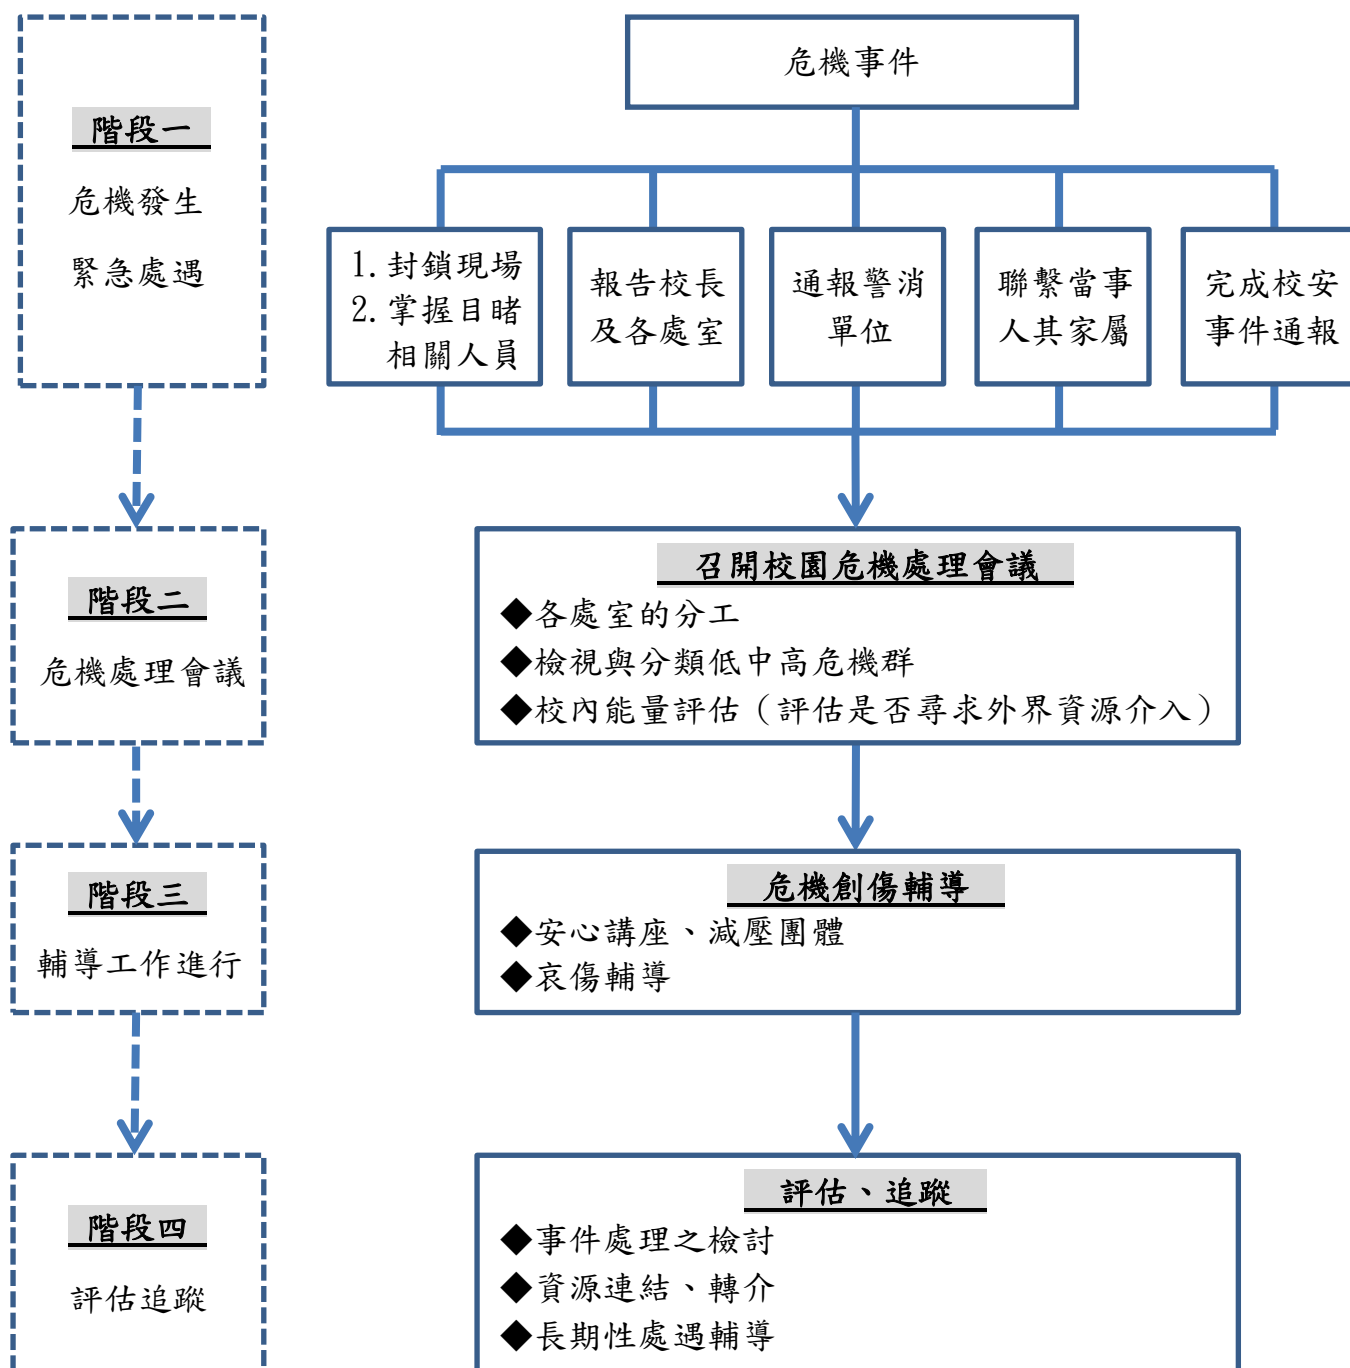 危機事件
階段一
危機發生
緊急處遇
1.封鎖現場
2.掌握目睹
相關人員
報告校長
及各處室
通報警消
單位
聯繫當事
人其家屬
完成校安
事件通報
階段二
危機處理會議
召開校園危機處理會議
◆各處室的分工
◆檢視與分類低中高危機群
◆校內能量評估（評估是否尋求外界資源介入）
階段三
輔導工作進行
危機創傷輔導
◆安心講座、減壓團體
◆哀傷輔導
階段四
評估追蹤
評估、追蹤
◆事件處理之檢討
◆資源連結、轉介
◆長期性處遇輔導